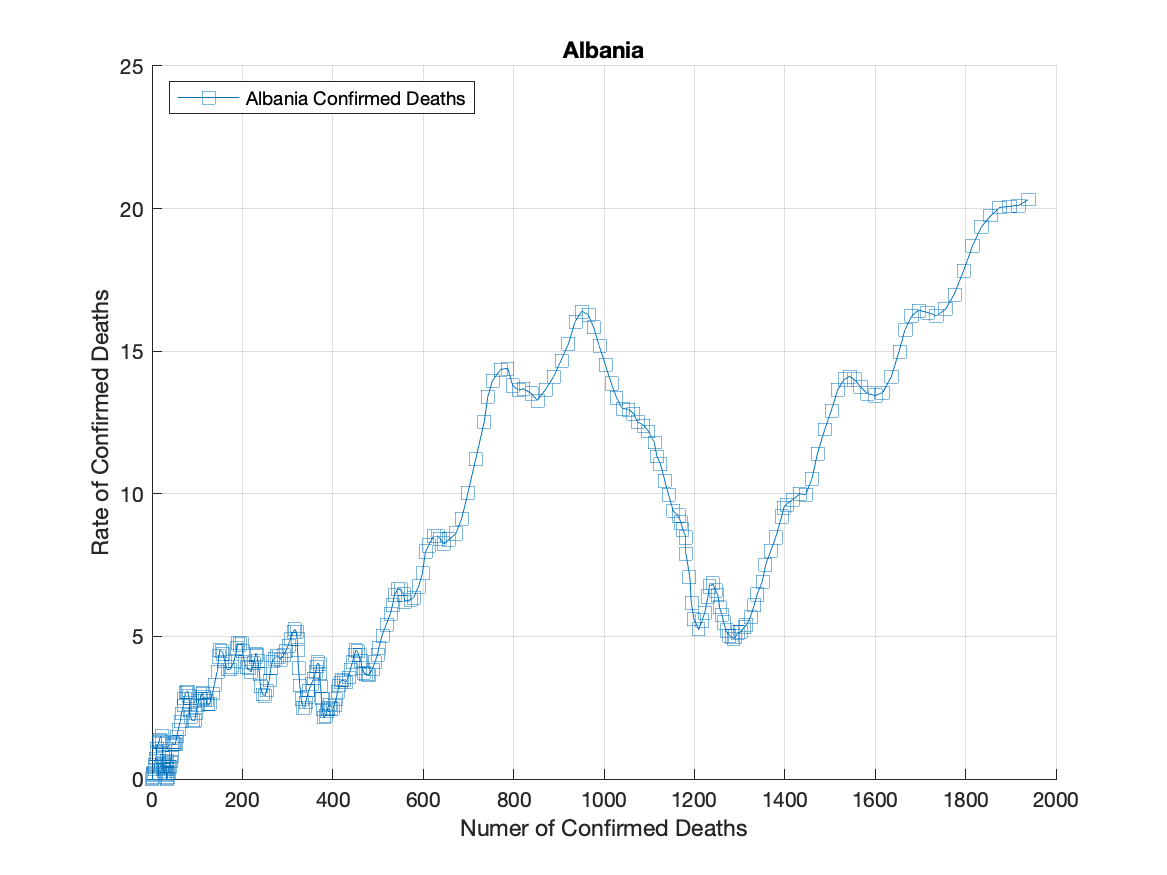 Albania
Albania Confirmed Deaths
Rate of Confirmed Deaths
25
20
15
10
5
0
0 200 400 600 800 1000 1200 1400 1600 1800 2000
Numer of Confirmed Deaths